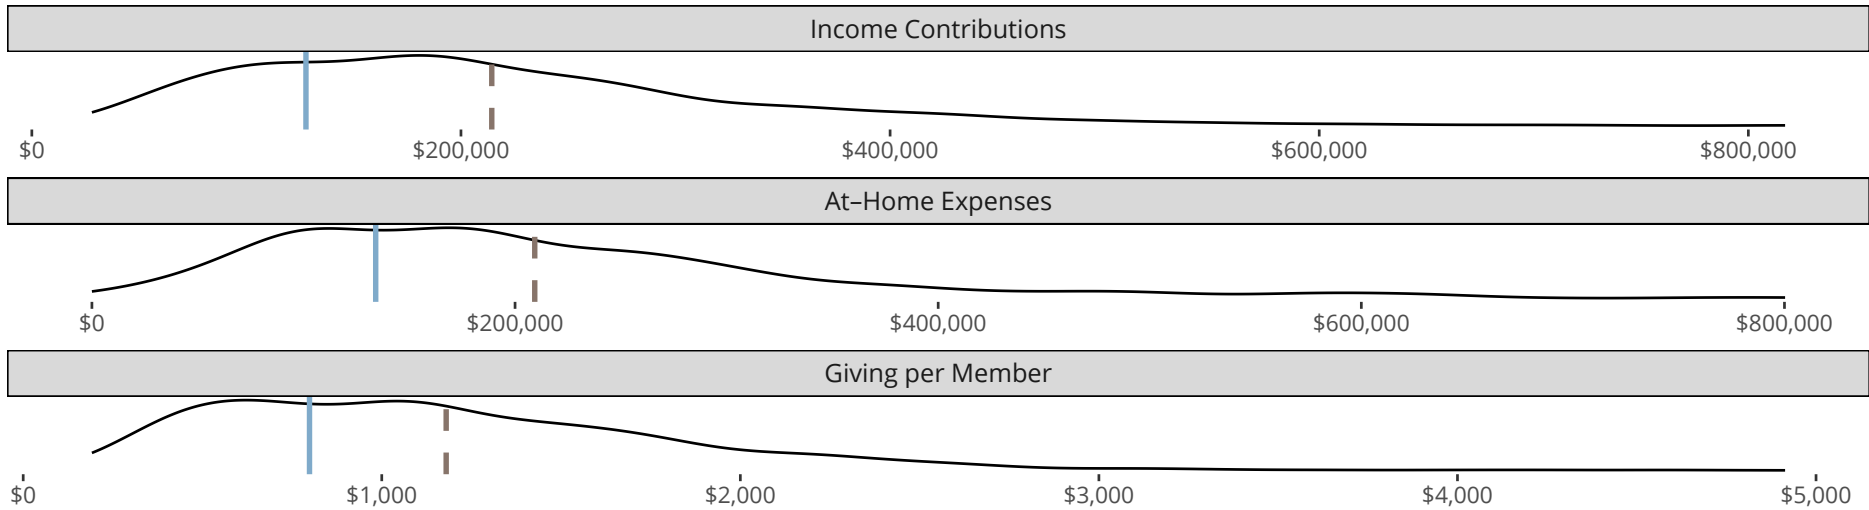 Income Contributions
$0 $200,000 $400,000 $600,000 $800,000
At–Home Expenses
$0 $200,000 $400,000 $600,000 $800,000
Giving per Member
$0 $1,000 $2,000 $3,000 $4,000 $5,000